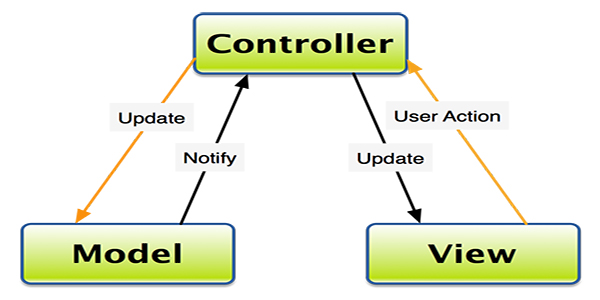 Controller
Update
User Action
Notify
Update
Model
View